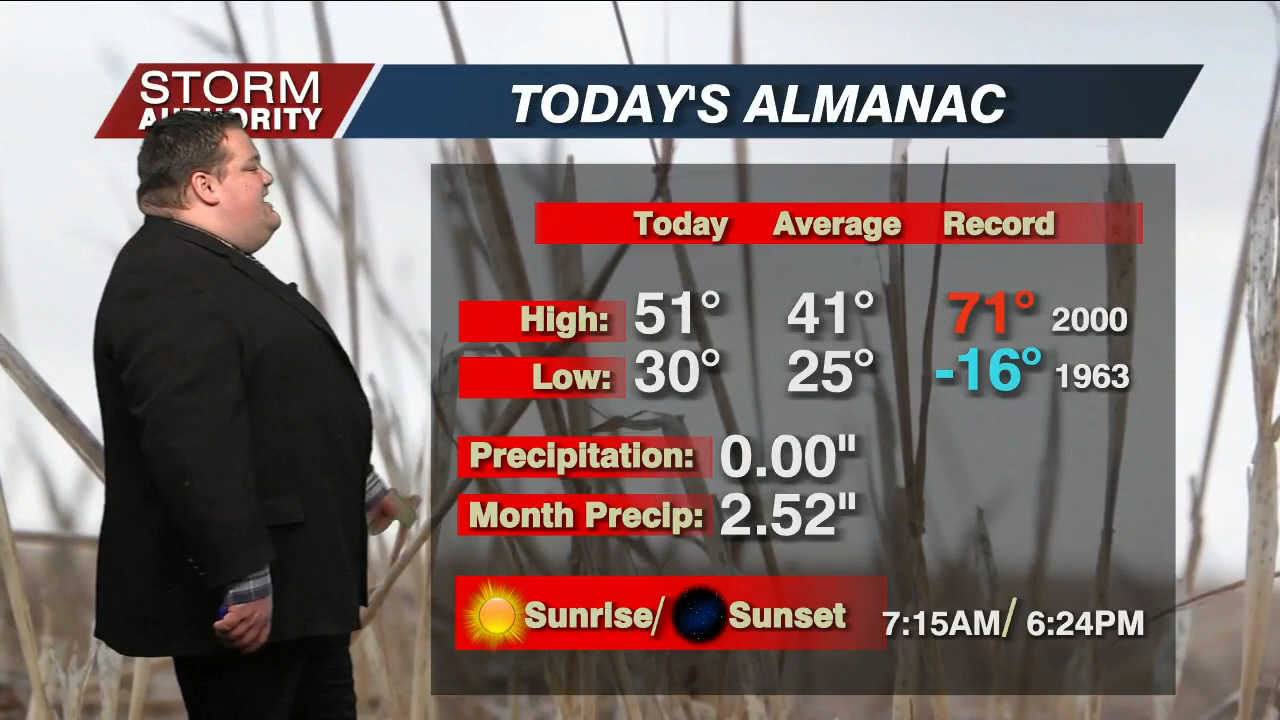 STORM
AUTHORITY
TODAY'S ALMANAC
Today Average Record
High: 51° 41° 71° 2000
Low: 30° 25° -16° 1963
Precipitation: 0.00"
Month Precip: 2.52"
Sunrise/ Sunset 7:15AM/ 6:24PM